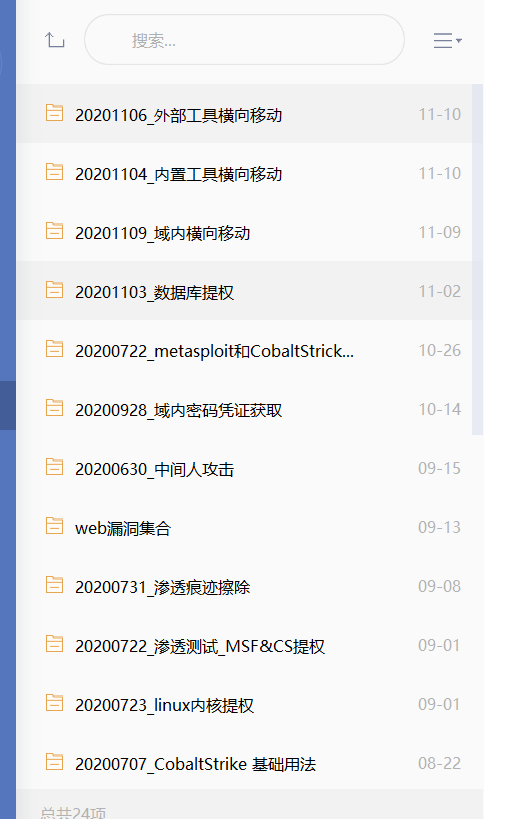 搜索...
20201106_外部工具横向移动 11-10
20201104_内置工具横向移动 11-10
20201109_域内横向移动 11-09
20201103_数据库提权 11-02
20200722_metasploit和CobaltStrick... 10-26
20200928_域内密码凭证获取 10-14
20200630_中间人攻击 09-15
web漏洞集合 09-13
20200731_渗透痕迹擦除 09-08
20200722_渗透测试_MSF&CS提权 09-01
20200723_linux内核提权 09-01
20200707_CobaltStrike 基础用法 08-22
总共24项